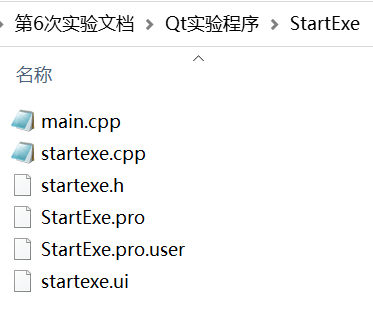 第6次实验文档 Qt实验程序 StartExe
名称
main.cpp
startexe.cpp
startexe.h
StartExe.pro
StartExe.pro.user
startexe.ui